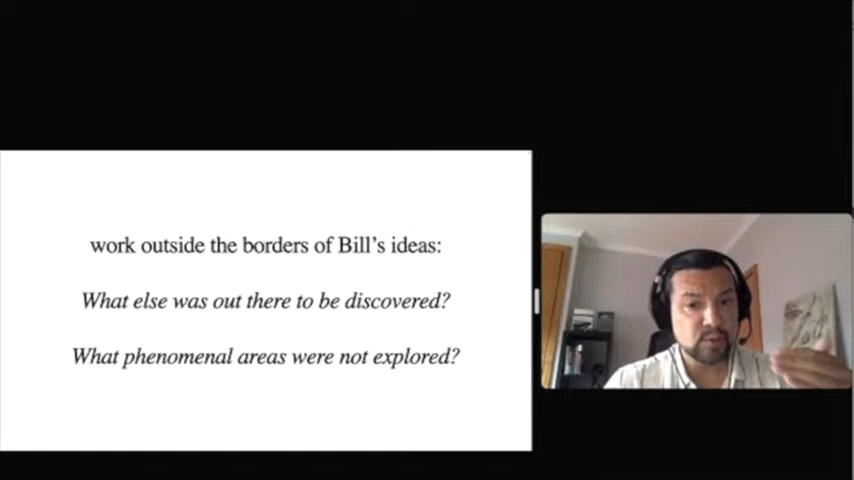 work outside the borders of Bill’s ideas:
What else was out there to be discovered?
What phenomenal areas were not explored?